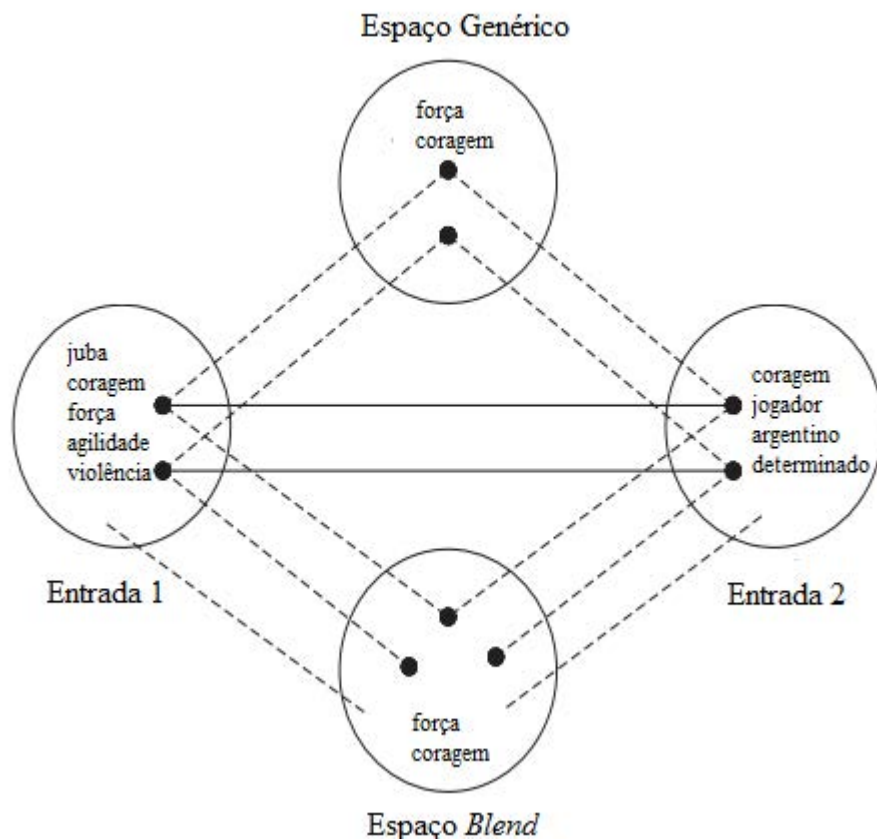 Espaço Genérico
força
coragem
juba
coragem
força
agilidade
violência
Entrada 1
coragem
jogador
argentino
determinado
Entrada 2
força
coragem
Espaço Blend